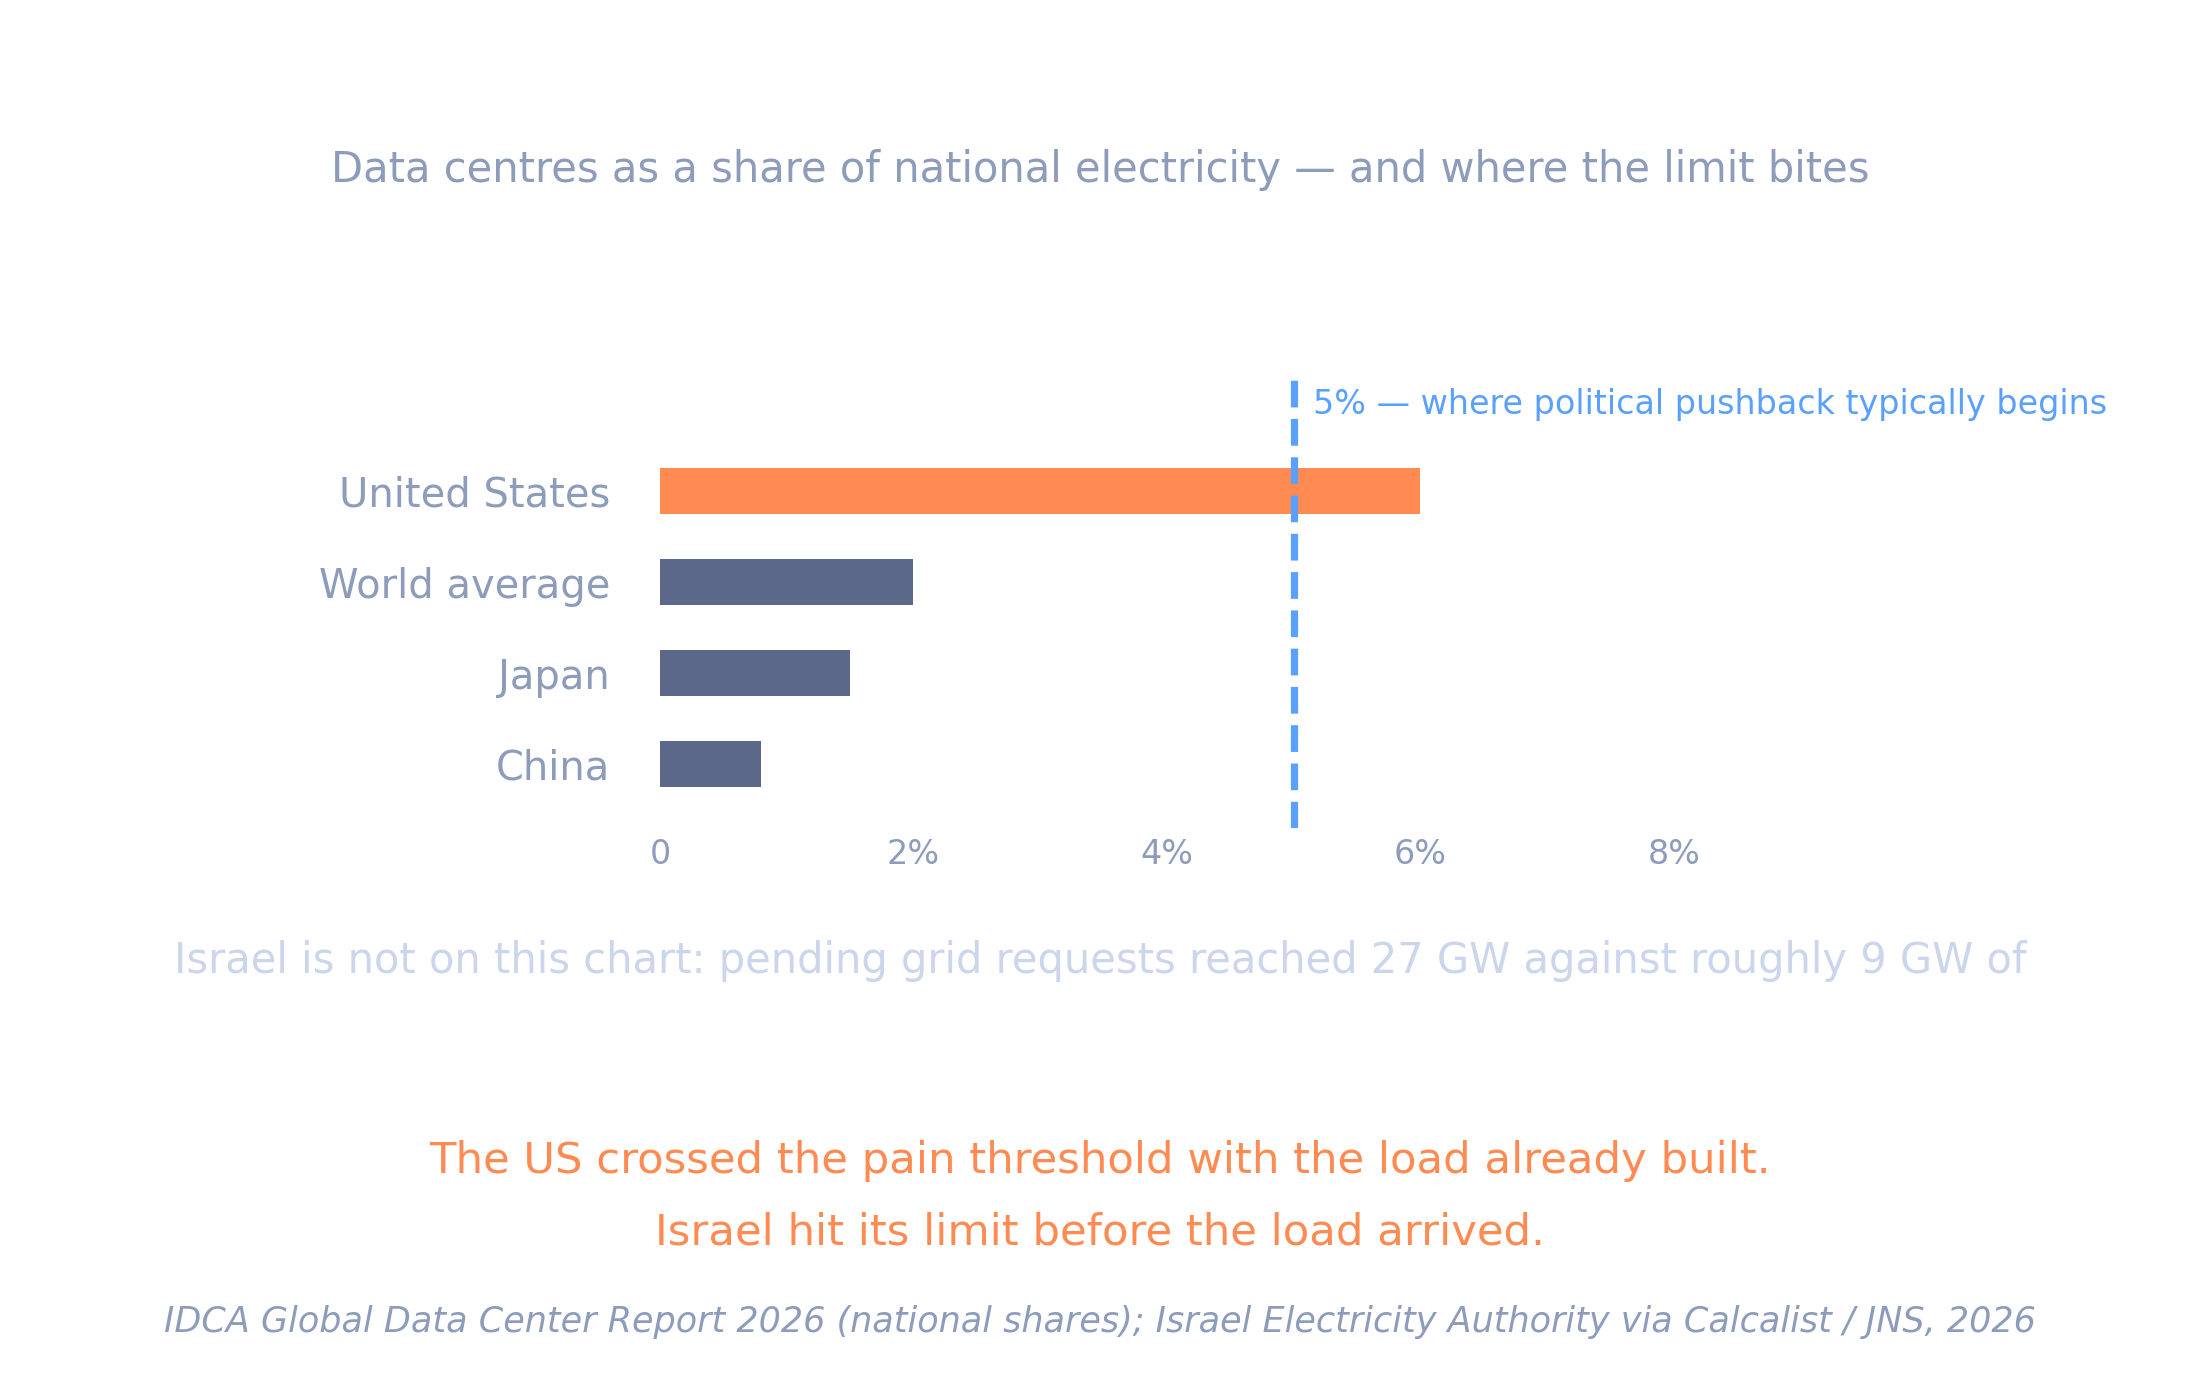 Data centres as a share of national electricity — and where the limit bites
5% — where political pushback typically begins
United States
World average
Japan
China
0 2% 4% 6% 8%
Israel is not on this chart: pending grid requests reached 27 GW against roughly 9 GW of
The US crossed the pain threshold with the load already built.
Israel hit its limit before the load arrived.
IDCA Global Data Center Report 2026 (national shares); Israel Electricity Authority via Calcalist / JNS, 2026